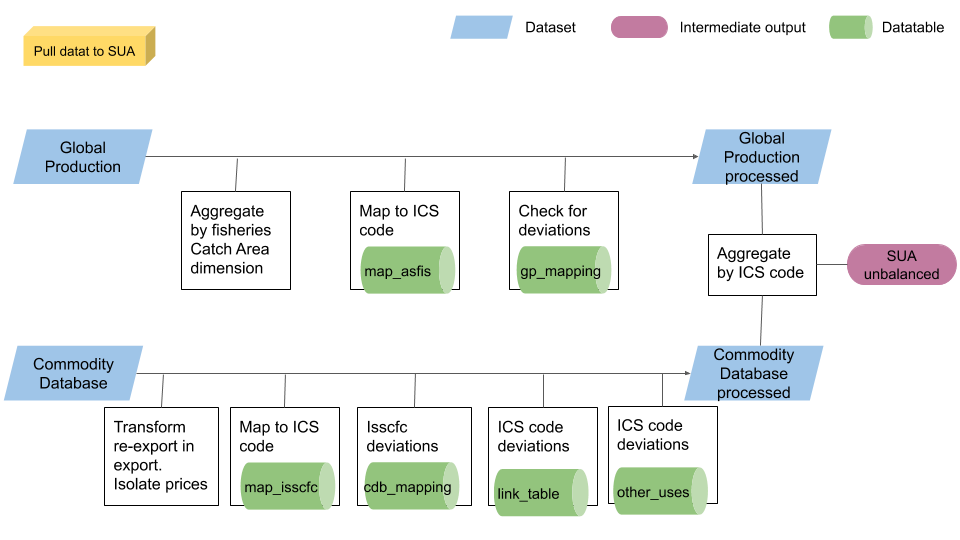 Dataset
Intermediate output
Datatable
Pull datat to SUA
Global
Production
Global
Production
processed
Aggregate
by fisheries
Catch Area
dimension
Map to ICS
code
map_asfis
Check for
deviations
gp_mapping
Aggregate
by ICS code
SUA
unbalanced
Commodity
Database
Commodity
Database
processed
Transform
re-export in
export.
Isolate prices
Map to ICS
code
map_isscfc
Isscfc
deviations
cdb_mapping
ICS code
deviations
link_table
ICS code
deviations
other_uses